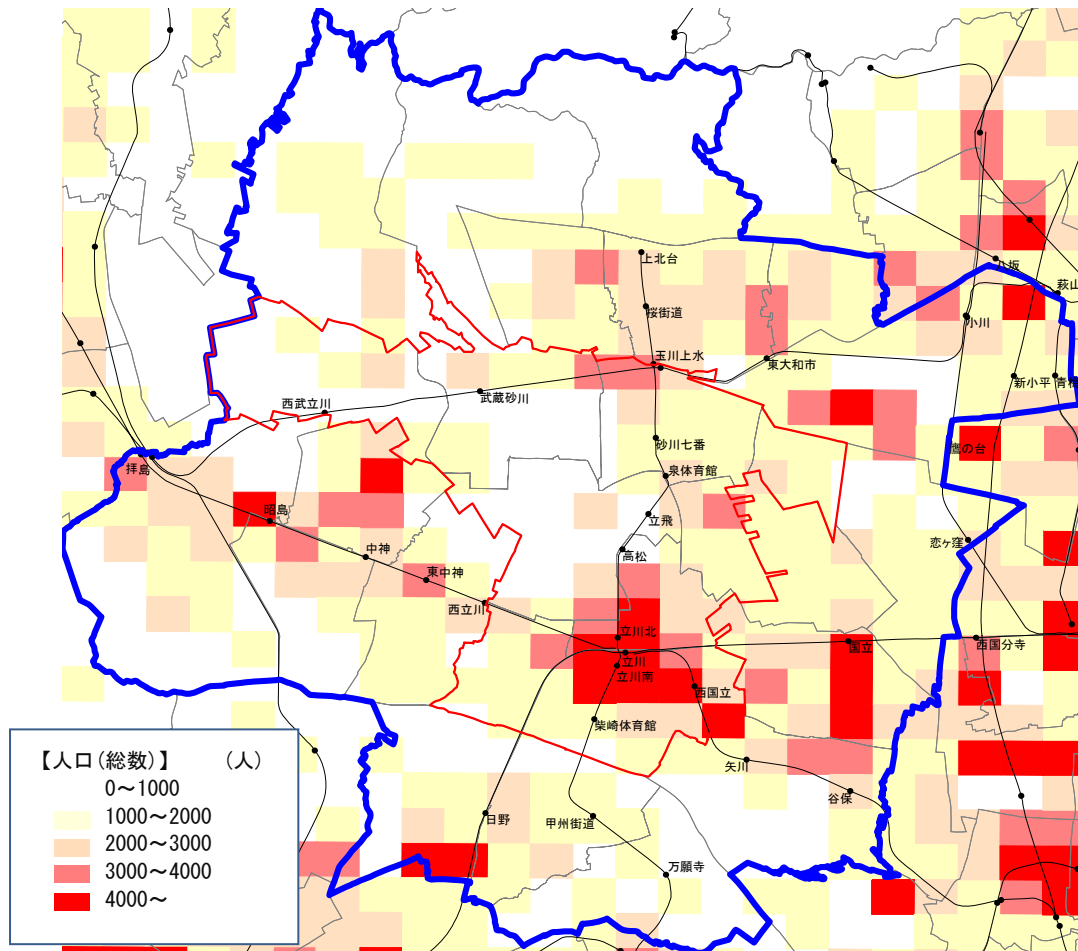 上北台
八坂
萩山
桜街道
小川
玉川上水
東大和市
新小平
武蔵砂川
西武立川
砂川七番
鷹の台
拝島
泉体育館
昭島
立飛
恋ヶ窪
高松
中神
東中神
西立川
立川北
国立
西国分寺
立川
立川南
西国立
柴崎体育館
矢川
谷保
日野
甲州街道
万願寺
【人口(総数)】 (人)
0～1000
1000～2000
2000～3000
3000～4000
4000～